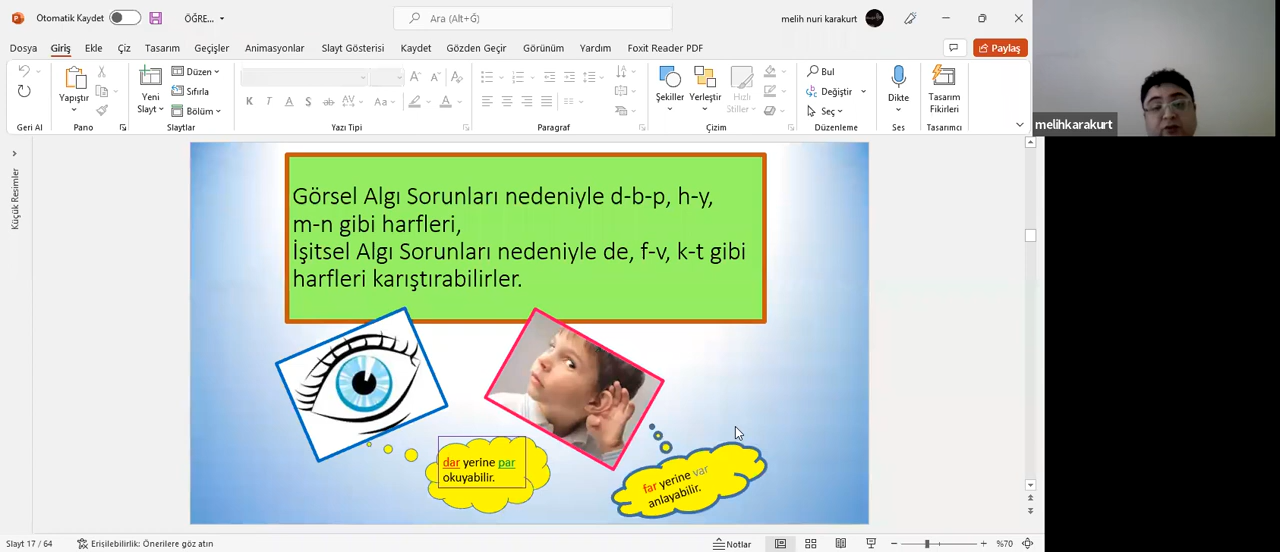 Otomatik Kaydet
ÖĞRE...
Ara (Alt+Ğ)
melih nuri karakurt
Dosya Giriş Ekle Çiz Tasarım Geçişler Animasyonlar Slayt Gösterisi Kaydet Gözden Geçir Görünüm Yardım Foxit Reader PDF
Paylaş
Yapıştır
Yeni Slayt
Düzen
Sıfırla
Bölüm
K T A S ab AV Aa A
Şekiller
Yerleştir
Hızlı Stiller
Bul
Değiştir
Seç
Dikte
Tasarım Fikirleri
Geri Al Pano Slaytlar Yazı Tipi Paragraf Çizim Düzenleme Ses Tasarımcı
melihkarakurt
Küçük Resimler
Görsel Algı Sorunları nedeniyle d-b-p, h-y,
m-n gibi harfleri,
İşitsel Algı Sorunları nedeniyle de, f-v, k-t gibi
harfleri karıştırabilirler.
dar yerine par
okuyabilir.
far yerine var
anlayabilir.
Slayt 17 / 64
Erişilebilirlik: Önerilere göz atın
Notlar
%70